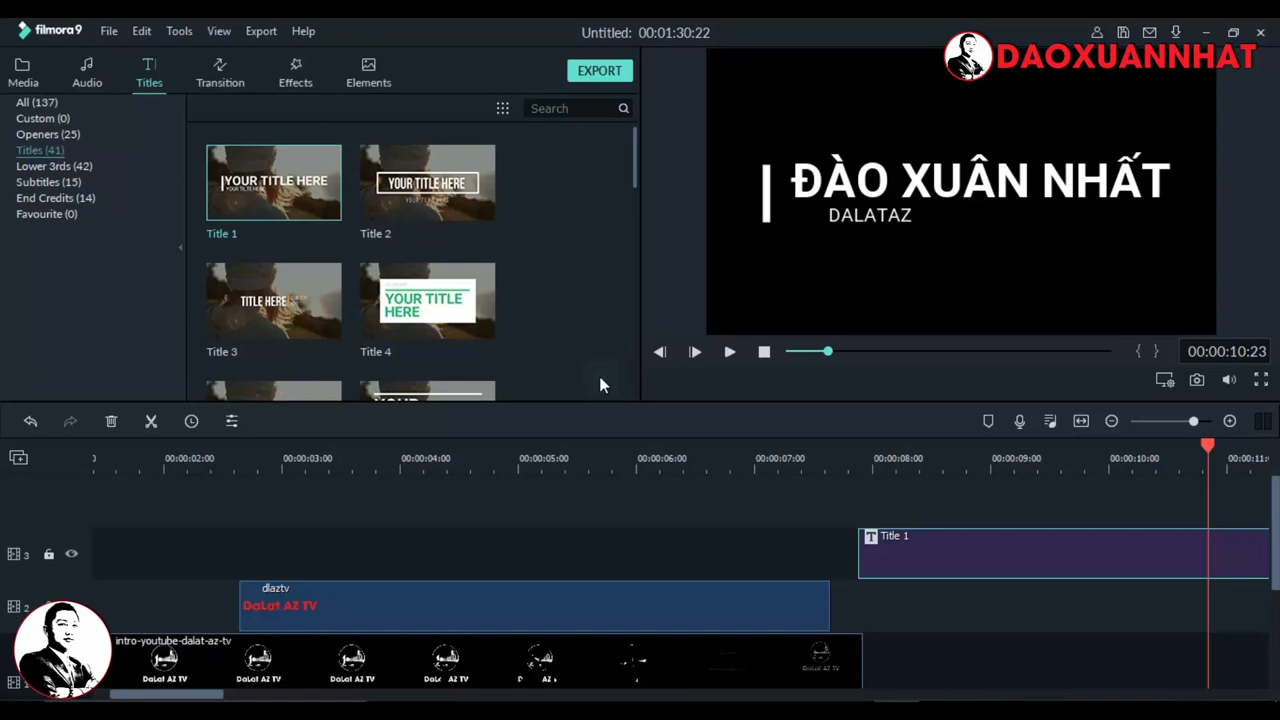 filmora9 File Edit Tools View Export Help Untitled: 00:01:30:22
DAOXUANNHAT
Media Audio Titles Transition Effects Elements EXPORT
All (137)
Custom (0)
Openers (25)
Titles (41)
Lower 3rds (42)
Subtitles (15)
End Credits (14)
Favourite (0)
Search
YOUR TITLE HERE
Title 1
YOUR TITLE HERE
Title 2
TITLE HERE
Title 3
YOUR TITLE
HERE
Title 4
ĐÀO XUÂN NHẤT
DALATAZ
00:00:10:23
00:00:02:00 00:00:03:00 00:00:04:00 00:00:05:00 00:00:06:00 00:00:07:00 00:00:08:00 00:00:09:00 00:00:10:00
3
T Title 1
2
dlaztv
DaLat AZ TV
intro-youtube-dalat-az-tv
DaLat AZ TV DaLat AZ TV DaLat AZ TV
DaLat AZ TV